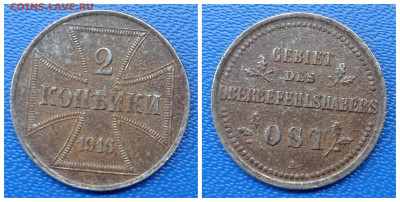 COINS.LAVE.RU
2
КОПѢЙКИ
1916
GEBIET
DES
OBERBEFEHLSHABERS
OST
A